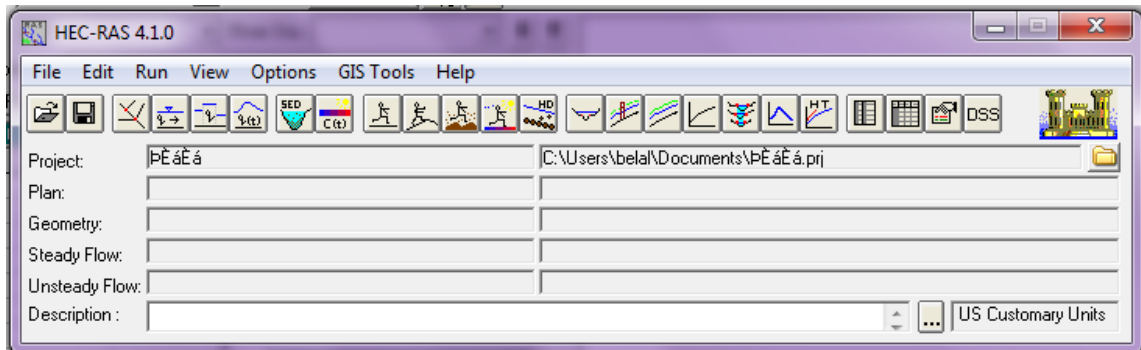 HEC-RAS 4.1.0
File Edit Run View Options GIS Tools Help
SED C(t) HD HT DSS
Project: ÞÈáÈá C:\Users\belal\Documents\ÞÈáÈá.prj
Plan:
Geometry:
Steady Flow:
Unsteady Flow:
Description : ... US Customary Units